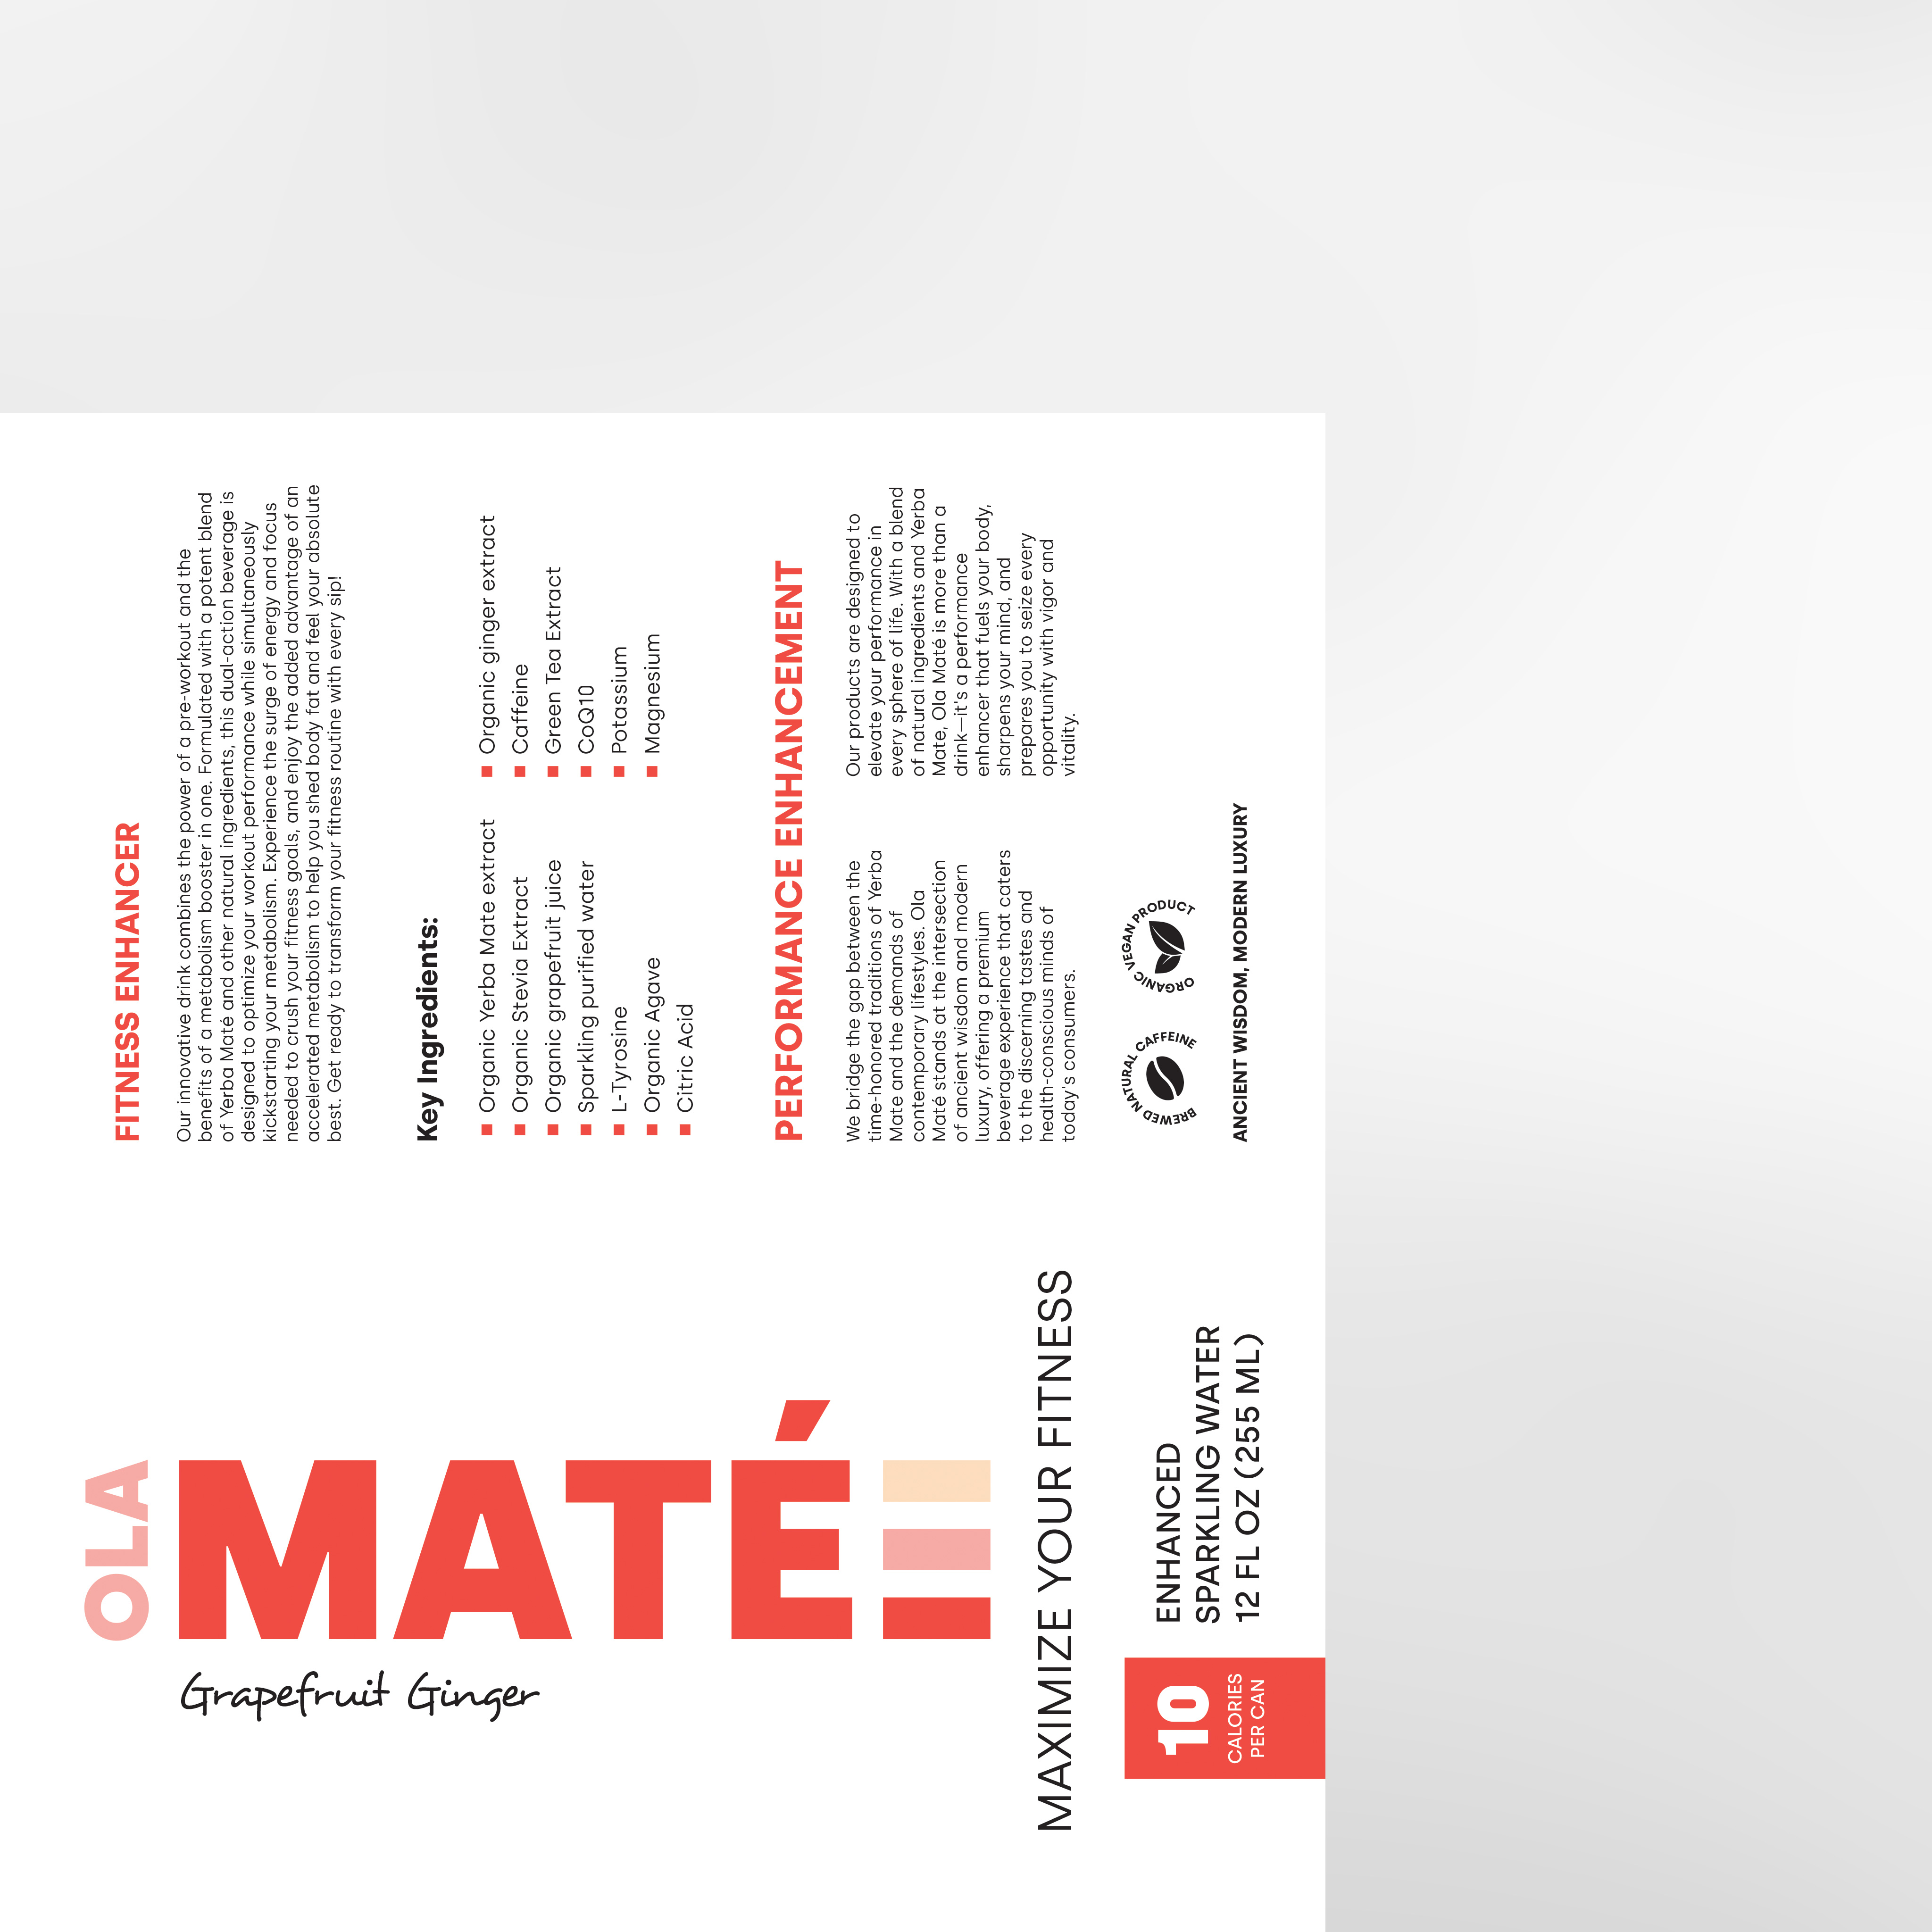 OLA
MATÉ
Grapefruit Ginger
MAXIMIZE YOUR FITNESS
10
CALORIES
PER CAN
ENHANCED
SPARKLING WATER
12 FL OZ (255 ML)
FITNESS ENHANCER
Our innovative drink combines the power of a pre-workout and the
benefits of a metabolism booster in one. Formulated with a potent blend
of Yerba Maté and other natural ingredients, this dual-action beverage is
designed to optimize your workout performance while simultaneously
kickstarting your metabolism. Experience the surge of energy and focus
needed to crush your fitness goals, and enjoy the added advantage of an
accelerated metabolism to help you shed body fat and feel your absolute
best. Get ready to transform your fitness routine with every sip!
Key Ingredients:
Organic Yerba Mate extract
Organic Stevia Extract
Organic grapefruit juice
Sparkling purified water
L-Tyrosine
Organic Agave
Citric Acid
Organic ginger extract
Caffeine
Green Tea Extract
CoQ10
Potassium
Magnesium
PERFORMANCE ENHANCEMENT
We bridge the gap between the
time-honored traditions of Yerba
Mate and the demands of
contemporary lifestyles. Ola
Maté stands at the intersection
of ancient wisdom and modern
luxury, offering a premium
beverage experience that caters
to the discerning tastes and
health-conscious minds of
today's consumers.
Our products are designed to
elevate your performance in
every sphere of life. With a blend
of natural ingredients and Yerba
Mate, Ola Maté is more than a
drink—it's a performance
enhancer that fuels your body,
sharpens your mind, and
prepares you to seize every
opportunity with vigor and
vitality.
BREWED NATURAL CAFFEINE
ORGANIC VEGAN PRODUCT
ANCIENT WISDOM, MODERN LUXURY